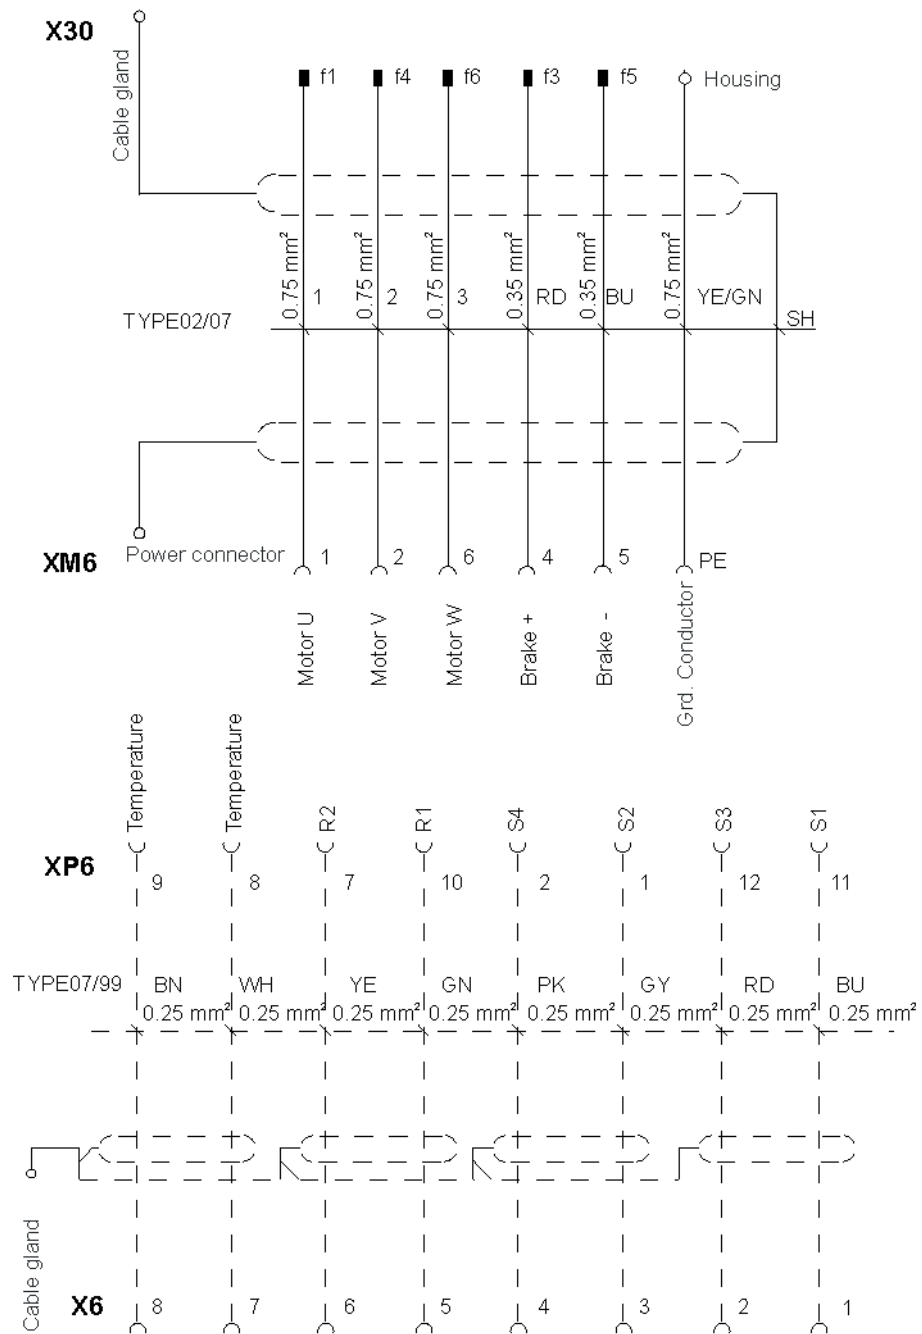 X30
Cable gland
f1 f4 f6 f3 f5 Housing
0.75 mm² 0.75 mm² 0.75 mm² 0.35 mm² 0.35 mm² 0.75 mm²
1 2 3 RD BU YE/GN
TYPE02/07 SH
XM6 Power connector 1 2 6 4 5 PE
Motor U
Motor V
Motor W
Brake +
Brake -
Grd. Conductor
Temperature
Temperature
R2
R1
S4
S2
S3
S1
XP6
9 8 7 10 2 1 12 11
TYPE07/99 BN WH YE GN PK GY RD BU
0.25 mm² 0.25 mm² 0.25 mm² 0.25 mm² 0.25 mm² 0.25 mm² 0.25 mm² 0.25 mm²
Cable gland
X6 8 7 6 5 4 3 2 1